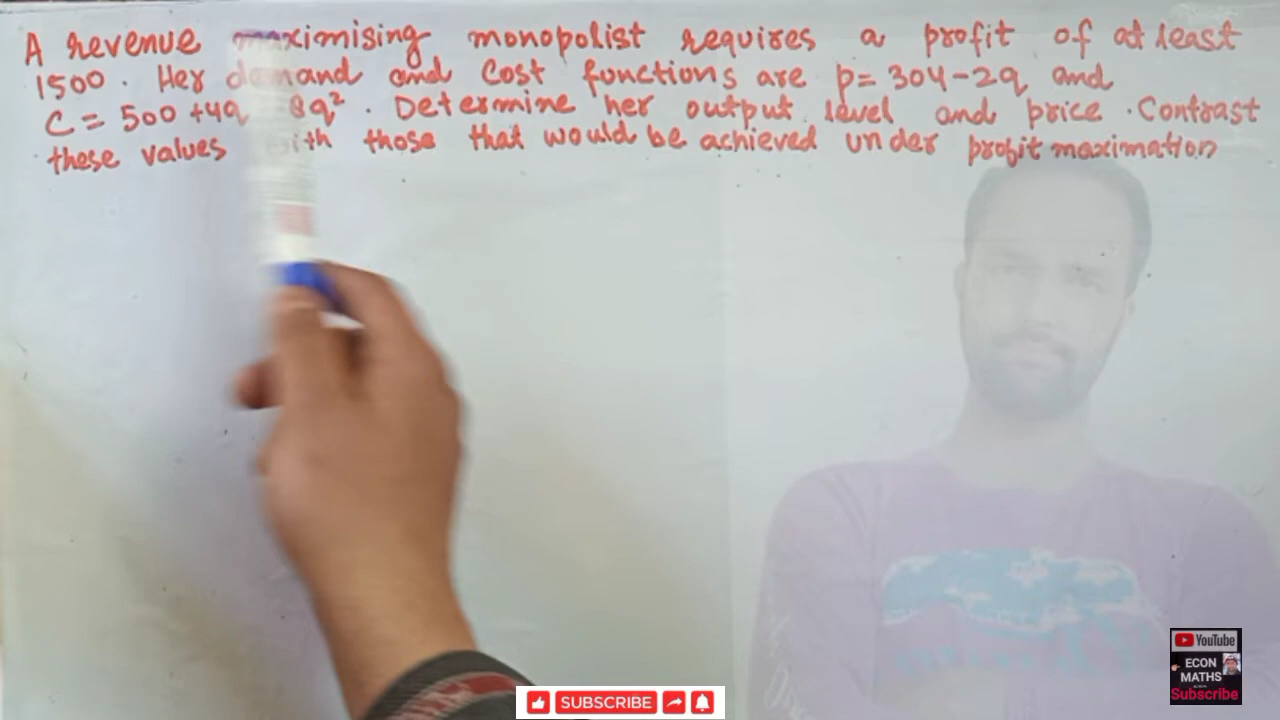 A revenue maximising monopolist requires a profit of at least
1500. Her demand and cost functions are p = 304-2q and
C = 500 +4q 8q². Determine her output level and price. Contrast
these values with those that would be achieved under profit maximation
SUBSCRIBE
YouTube
ECON
MATHS
Subscribe